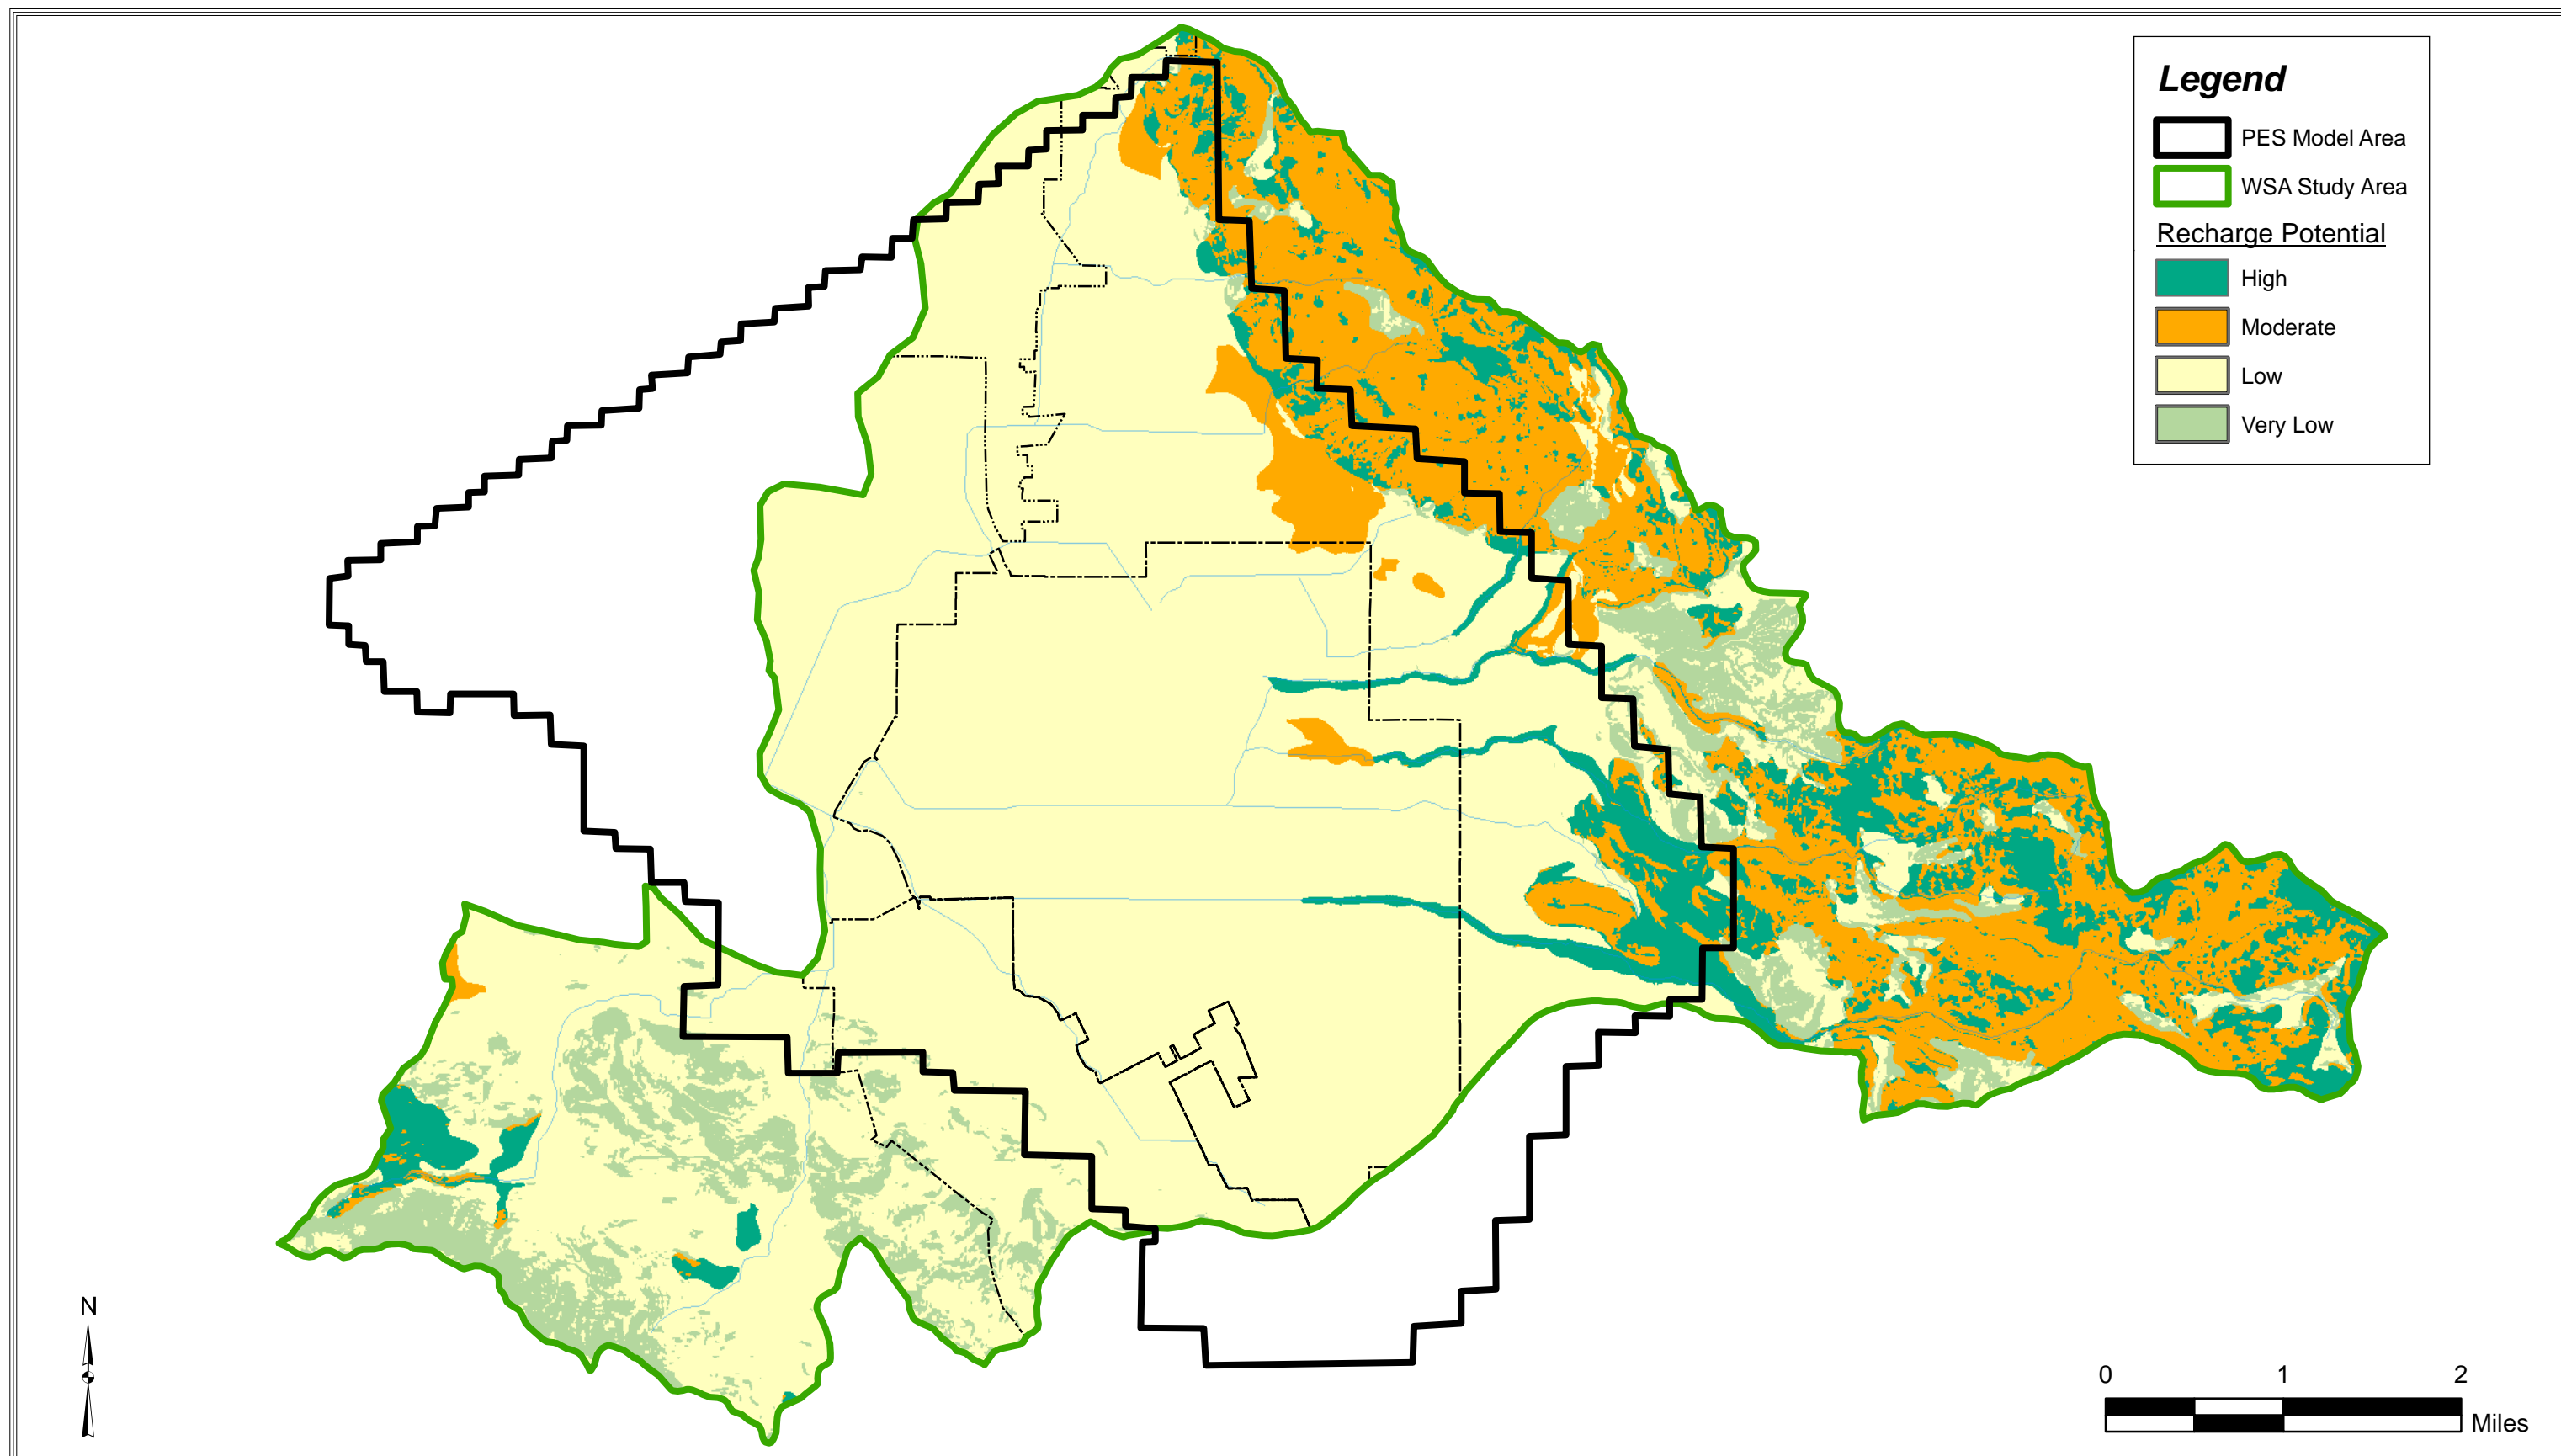 Legend
PES Model Area
WSA Study Area
Recharge Potential
High
Moderate
Low
Very Low
N
0 1 2
Miles